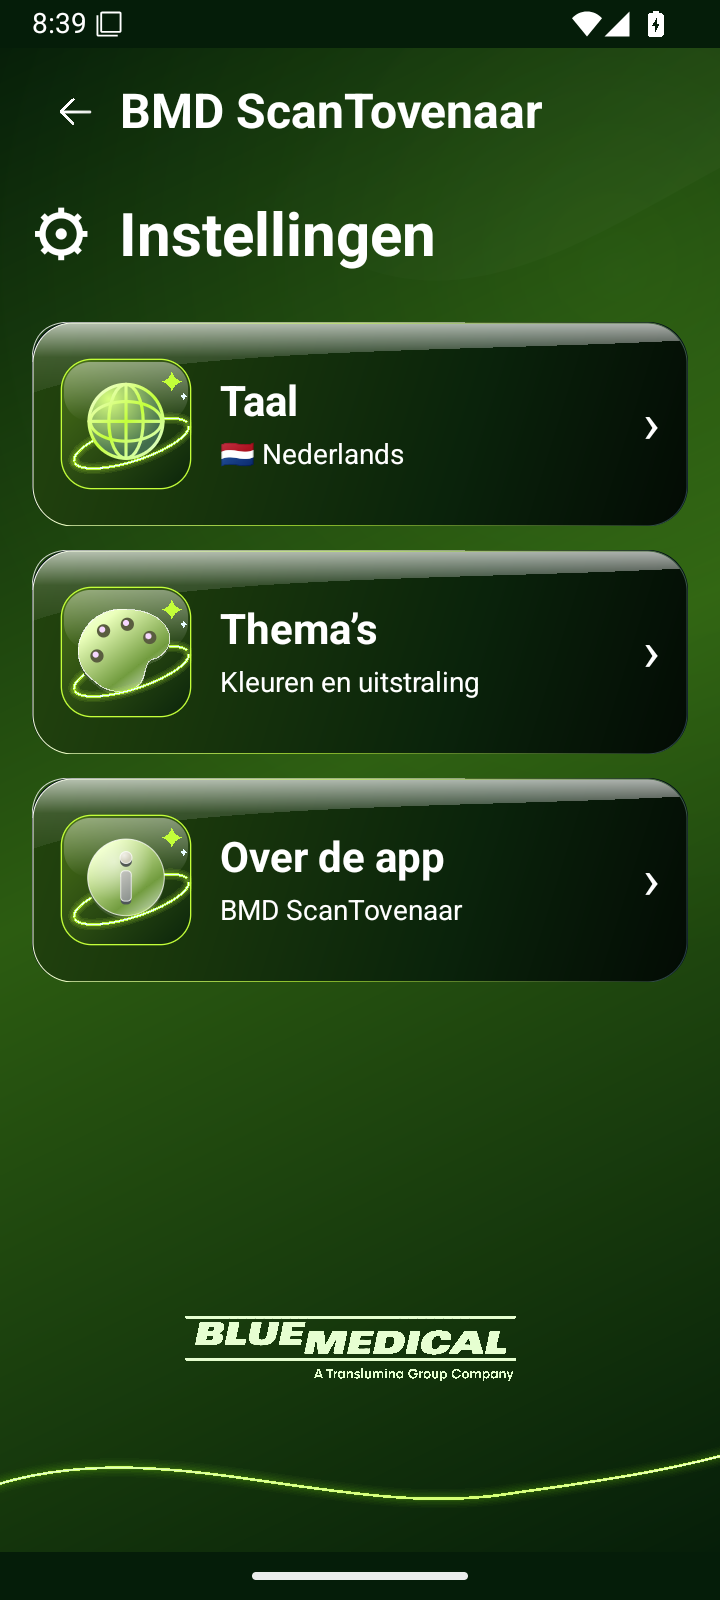 8:39
BMD ScanTovenaar
Instellingen
Taal
🇳🇱 Nederlands
Thema’s
Kleuren en uitstraling
Over de app
BMD ScanTovenaar
BLUEMEDICAL
A Translumina Group Company